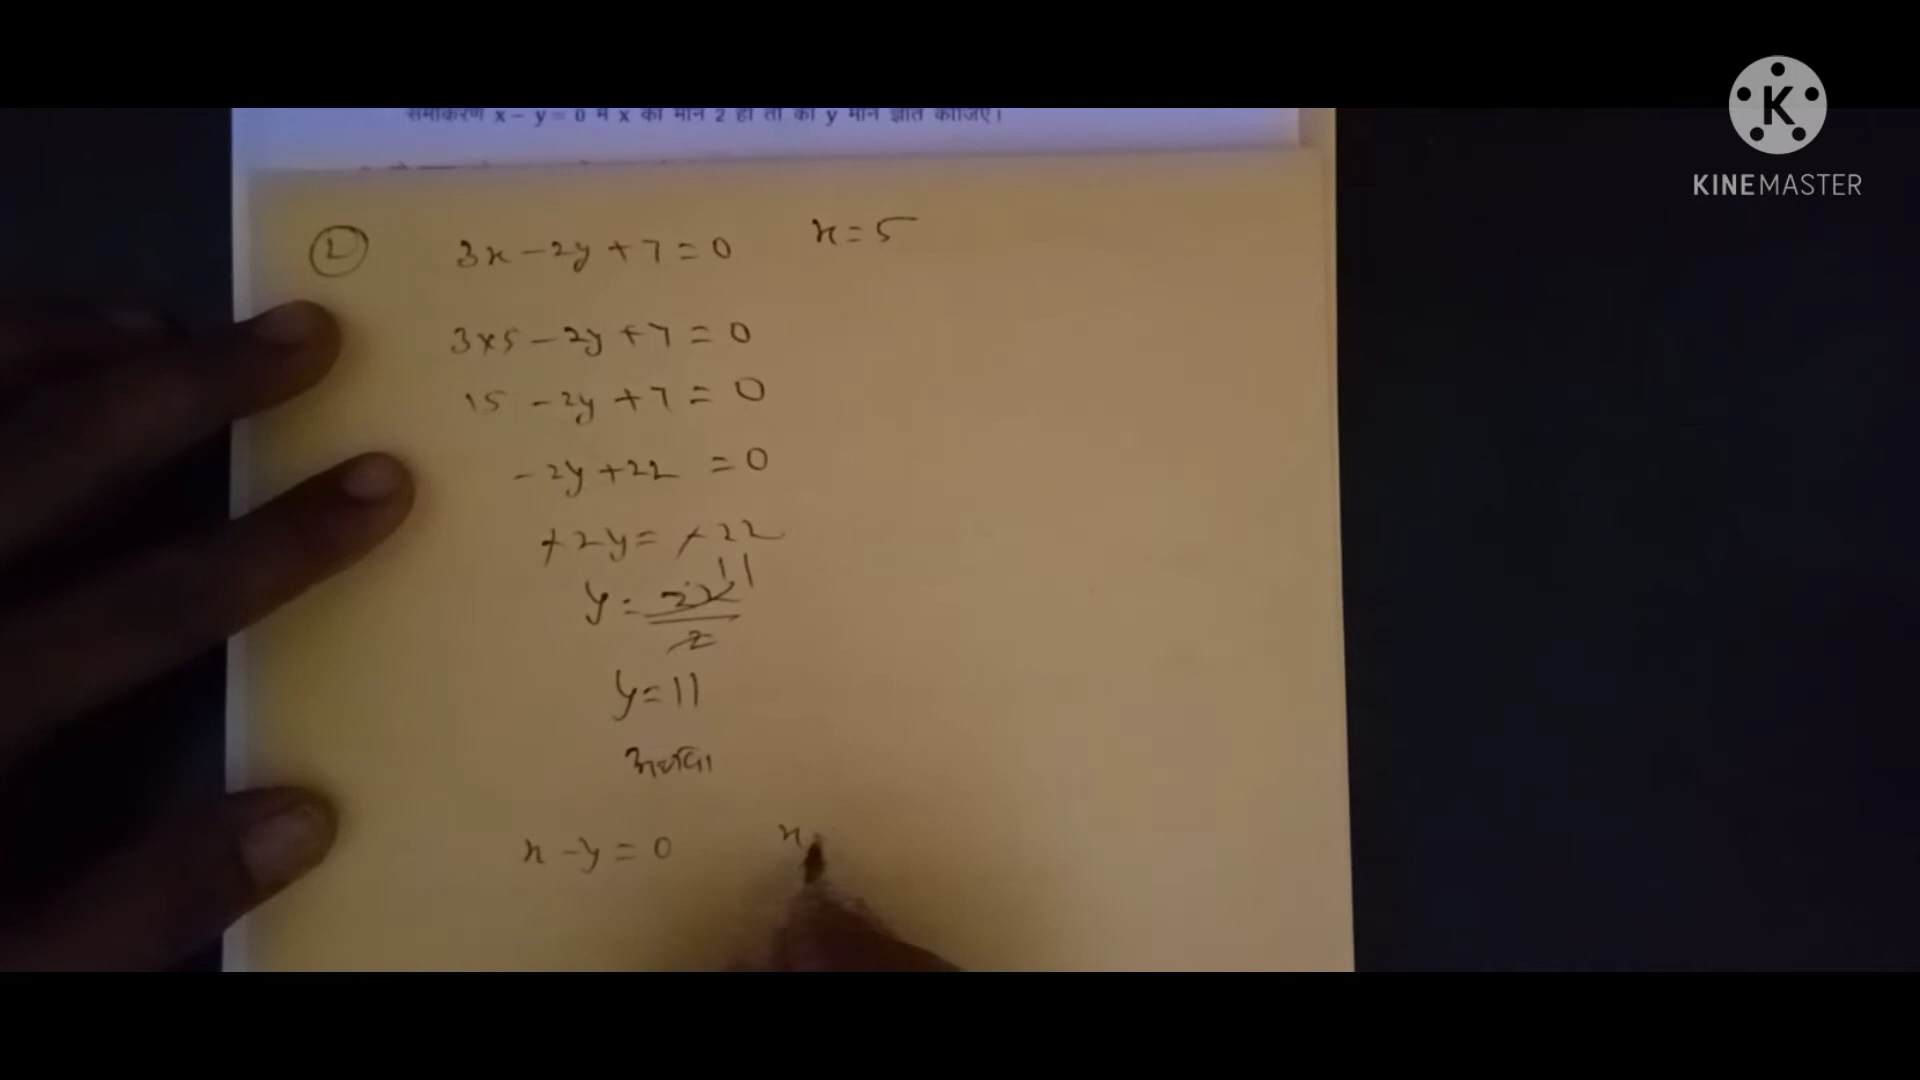 समीकरण x – y = 0 में x का मान 2 हो तो का y मान ज्ञात कीजिए।
K
KINEMASTER
2 3x - 2y + 7 = 0 x = 5
3×5 - 2y + 7 = 0
15 - 2y + 7 = 0
- 2y + 22 = 0
+2y = +22
y = 22/2 11
y = 11
अथवा
x - y = 0 x